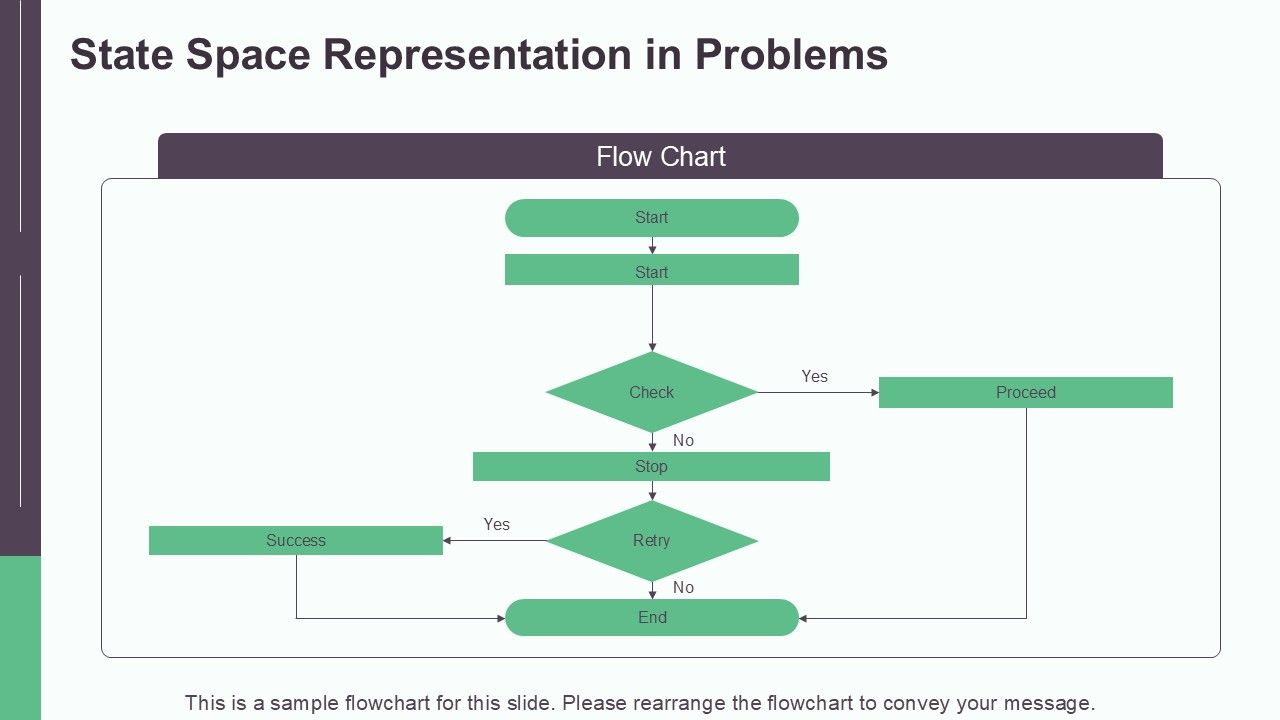 State Space Representation in Problems
Flow Chart
Start
Start
Check
Yes
Proceed
No
Stop
Yes
Success
Retry
No
End
This is a sample flowchart for this slide. Please rearrange the flowchart to convey your message.